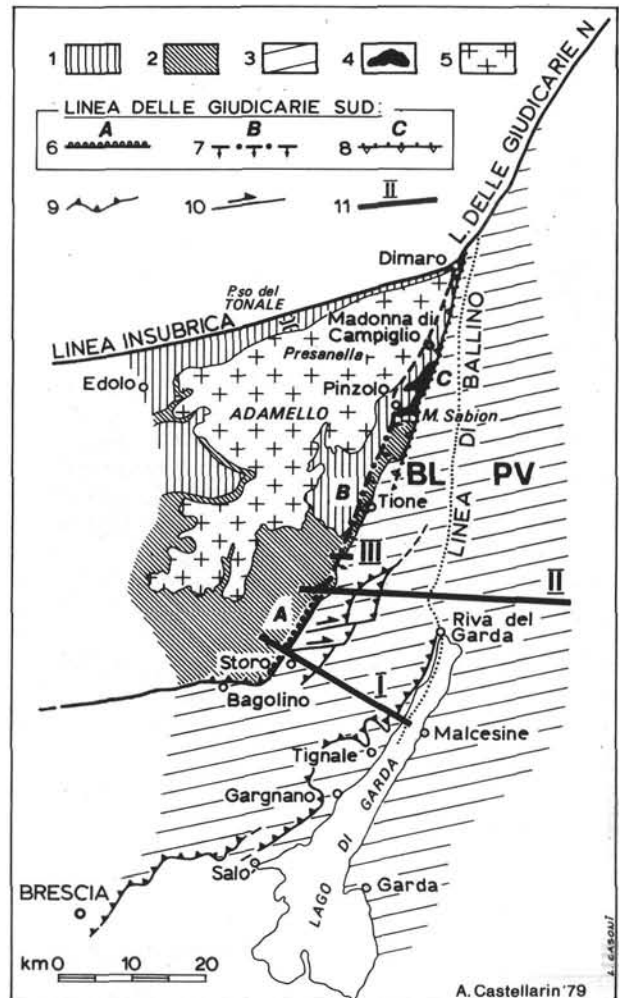 1 2 3 4 5
LINEA DELLE GIUDICARIE SUD:
A B C
6 7 8
9 10 11 II
L. DELLE GIUDICARIE N
Dimaro
P.so del
TONALE
LINEA INSUBRICA
Madonna di
Campiglio
Presanella
Edolo
Pinzolo
C
ADAMELLO
M. Sabion
LINEA DI BALLINO
B
BL PV
Tione
III
II
A
Riva del
Garda
Storo
Bagolino
I
Malcesine
Tignale
Gargnano
LAGO DI GARDA
Salò
BRESCIA
Garda
km 0 10 20
L. GASONI
A. Castellarin '79